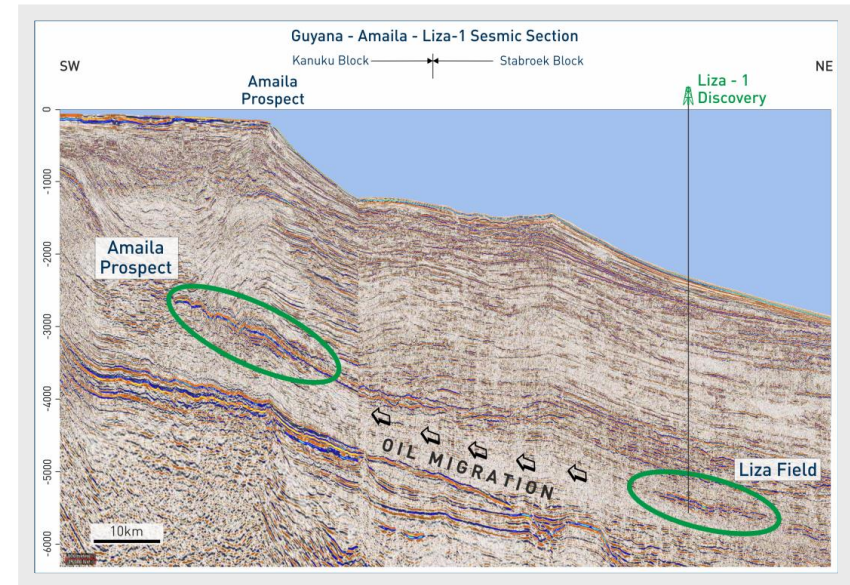 Guyana - Amaila - Liza-1 Sesmic Section
Kanuku Block
Stabroek Block
SW
NE
Amaila
Prospect
Liza - 1
Discovery
0
-1000
-2000
-3000
-4000
-5000
-6000
Amaila
Prospect
OIL MIGRATION
Liza Field
10km